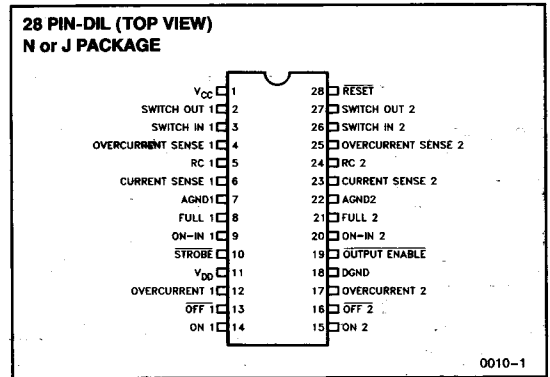 28 PIN-DIL (TOP VIEW)
N or J PACKAGE
VCC 1 28 RESET
SWITCH OUT 1 2 27 SWITCH OUT 2
SWITCH IN 1 3 26 SWITCH IN 2
OVERCURRENT SENSE 1 4 25 OVERCURRENT SENSE 2
RC 1 5 24 RC 2
CURRENT SENSE 1 6 23 CURRENT SENSE 2
AGND1 7 22 AGND2
FULL 1 8 21 FULL 2
ON-IN 1 9 20 ON-IN 2
STROBE 10 19 OUTPUT ENABLE
VDD 11 18 DGND
OVERCURRENT 1 12 17 OVERCURRENT 2
OFF 1 13 16 OFF 2
ON 1 14 15 ON 2
0010-1